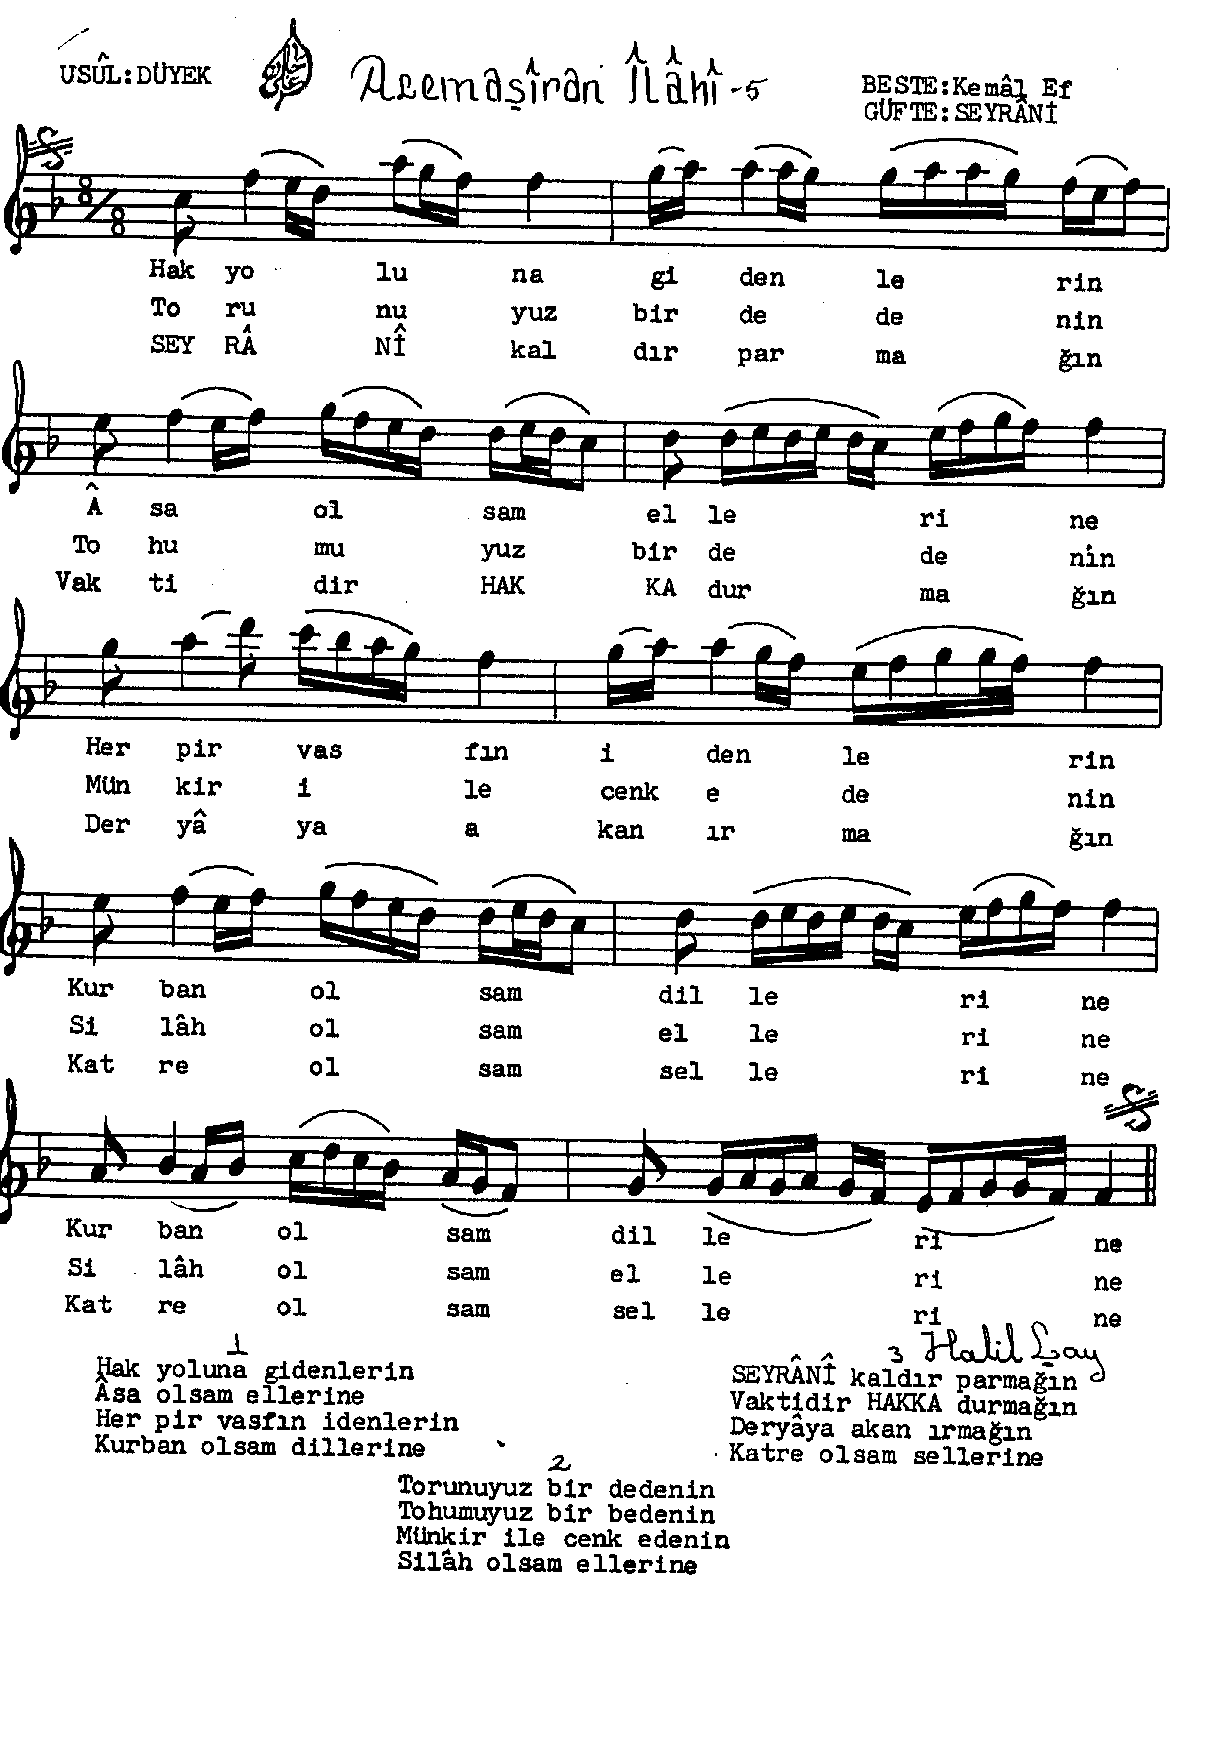 USÛL:DÜYEK
Acemaşîran Îlâhî -5
BESTE:Kemâl Ef
GÜFTE:SEYRÂNÎ
8/8
Hak yo lu na gi den le rin
To ru nu yuz bir de de nin
SEY RÂ NÎ kal dır par ma ğın
 sa ol sam el le ri ne
To hu mu yuz bir de de nin
Vak ti dir HAK KA dur ma ğın
Her pir vas fın i den le rin
Mün kir i le cenk e de nin
Der yâ ya a kan ır ma ğın
Kur ban ol sam dil le ri ne
Si lâh ol sam el le ri ne
Kat re ol sam sel le ri ne
Kur ban ol sam dil le ri ne
Si lâh ol sam el le ri ne
Kat re ol sam sel le ri ne
1
Hak yoluna gidenlerin
Âsa olsam ellerine
Her pir vasfın idenlerin
Kurban olsam dillerine
2
Torunuyuz bir dedenin
Tohumuyuz bir bedenin
Münkir ile cenk edenin
Silâh olsam ellerine
3 Halil Çay
SEYRÂNÎ kaldır parmağın
Vaktidir HAKKA durmağın
Deryâya akan ırmağın
Katre olsam sellerine